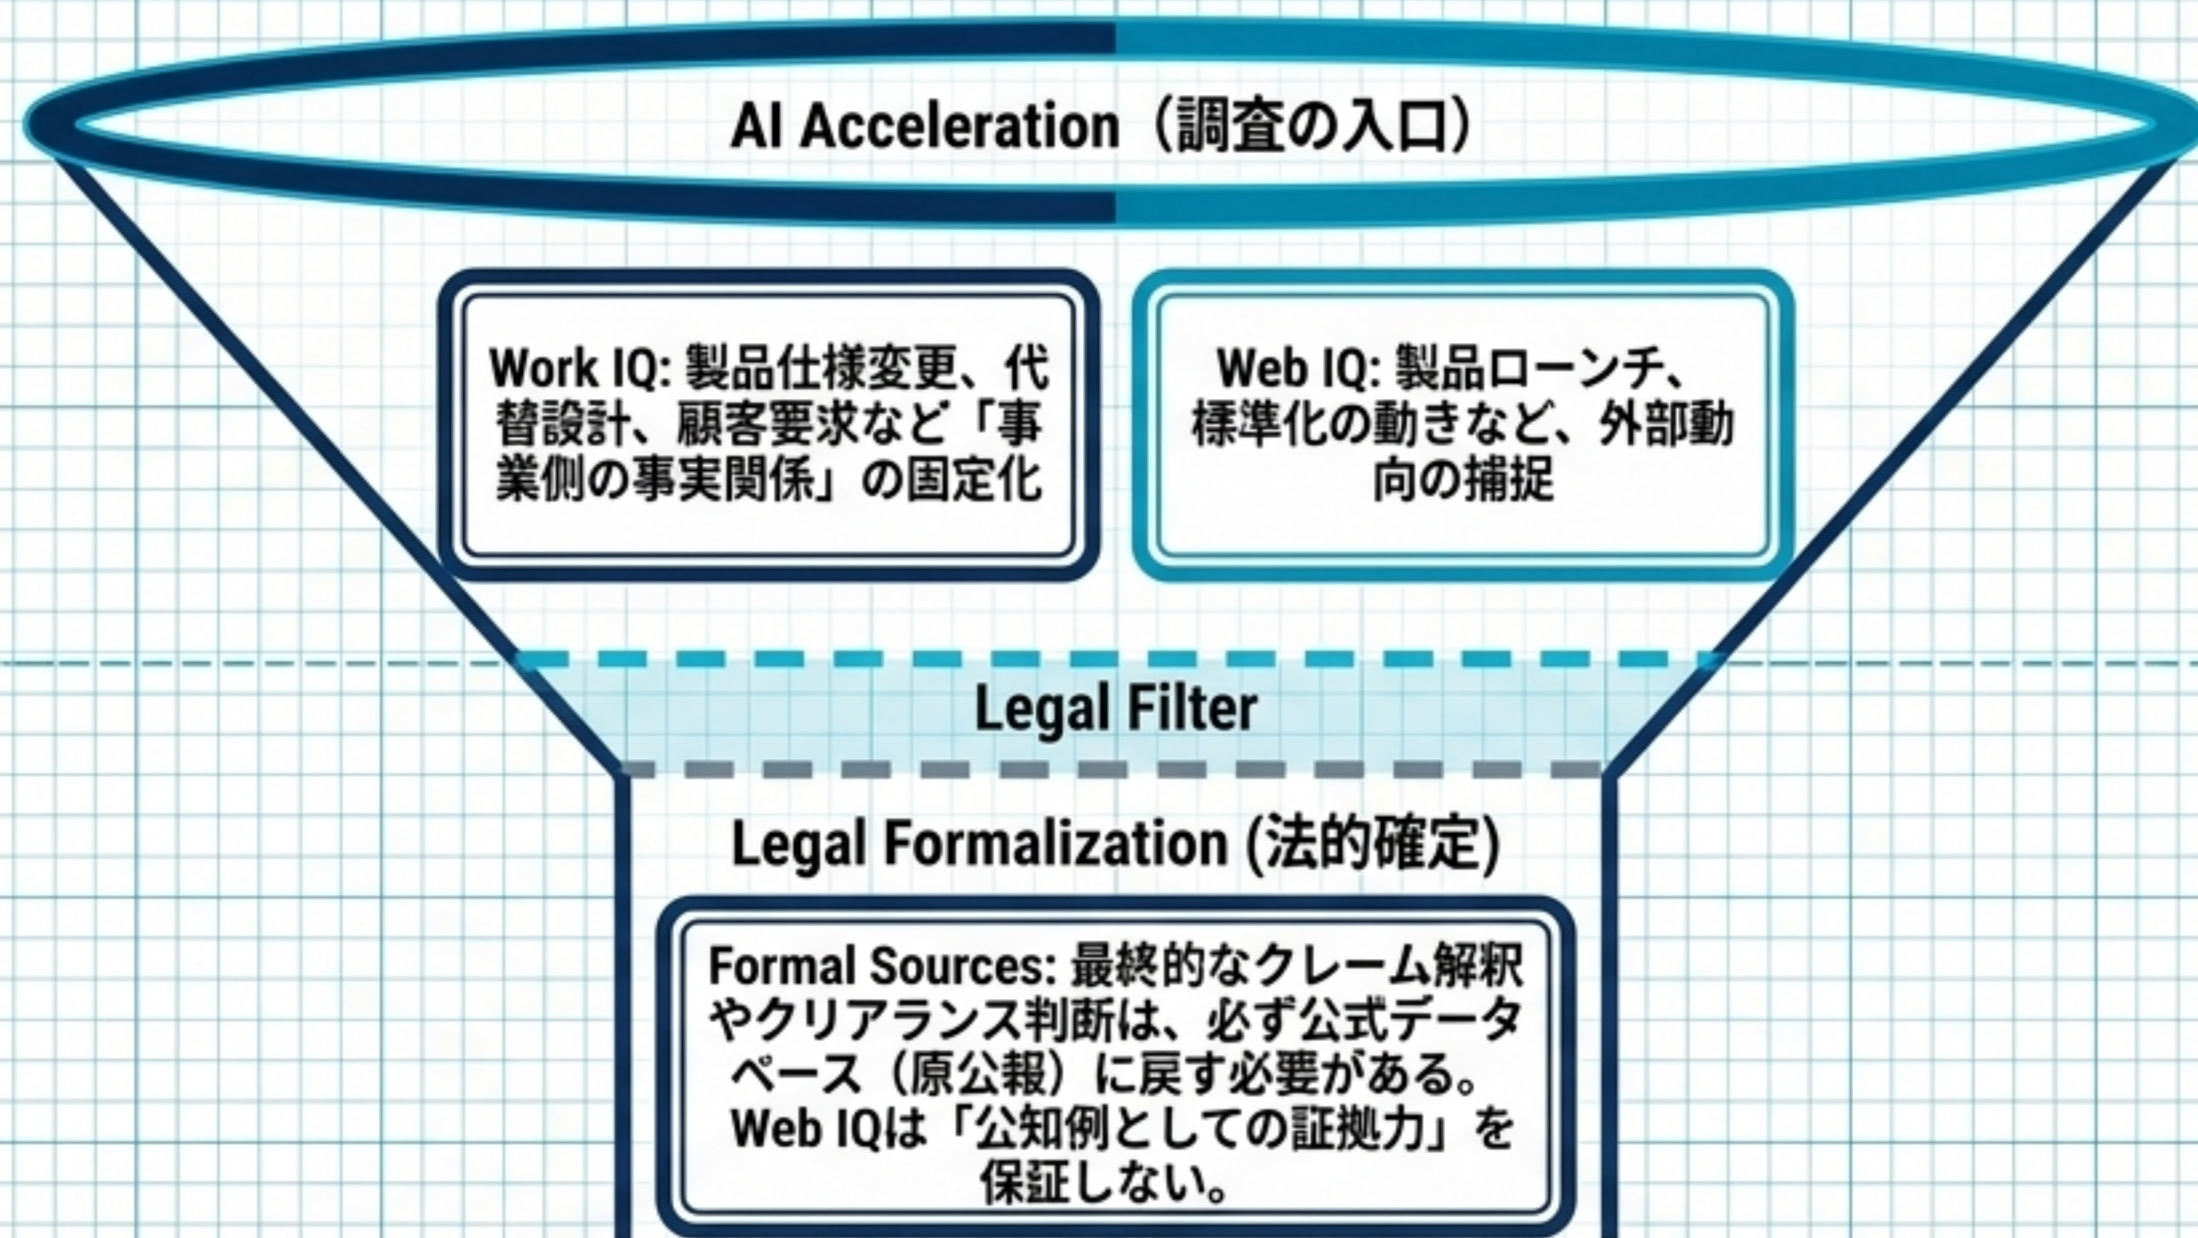 AI Acceleration（調査の入口）
Work IQ: 製品仕様変更、代
替設計、顧客要求など「事
業側の事実関係」の固定化
Web IQ: 製品ローンチ、
標準化の動きなど、外部動
向の捕捉
Legal Filter
Legal Formalization (法的確定)
Formal Sources: 最終的なクレーム解釈
やクリアランス判断は、必ず公式データ
ベース（原公報）に戻す必要がある。
Web IQは「公知例としての証拠力」を
保証しない。